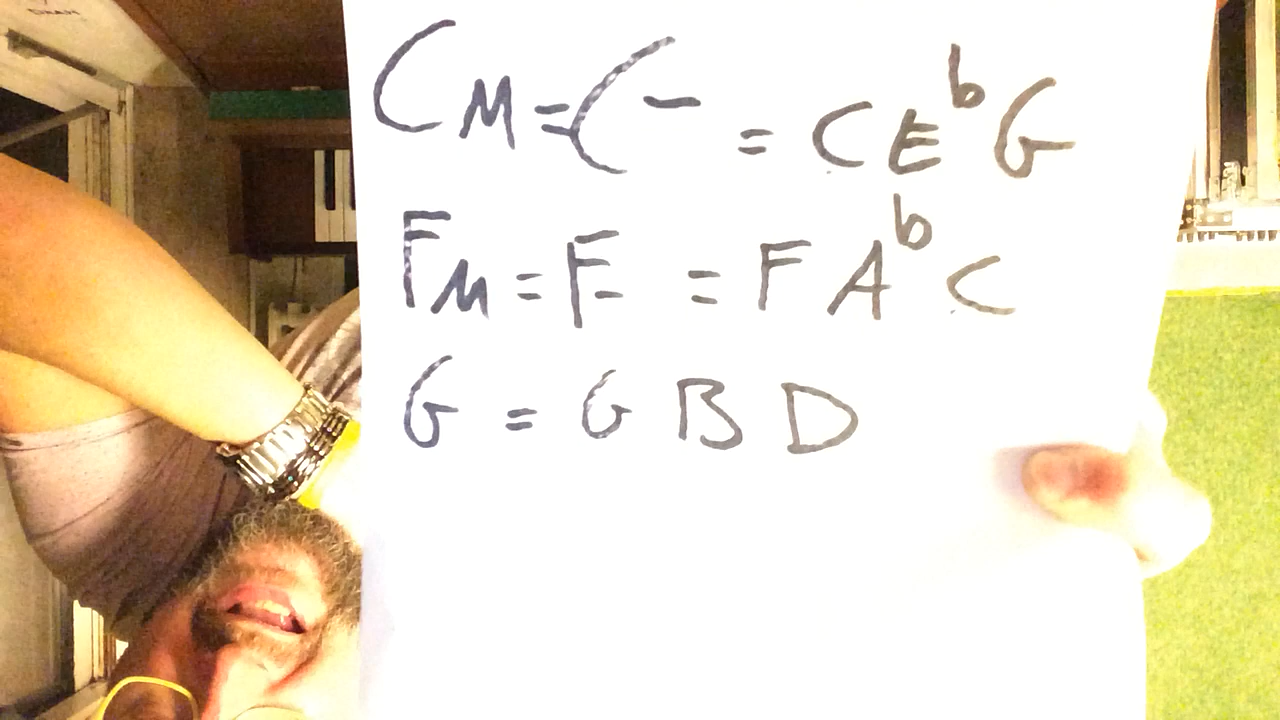 Cm = C- = C E♭ G
Fm = F- = F A♭ C
G = G B D